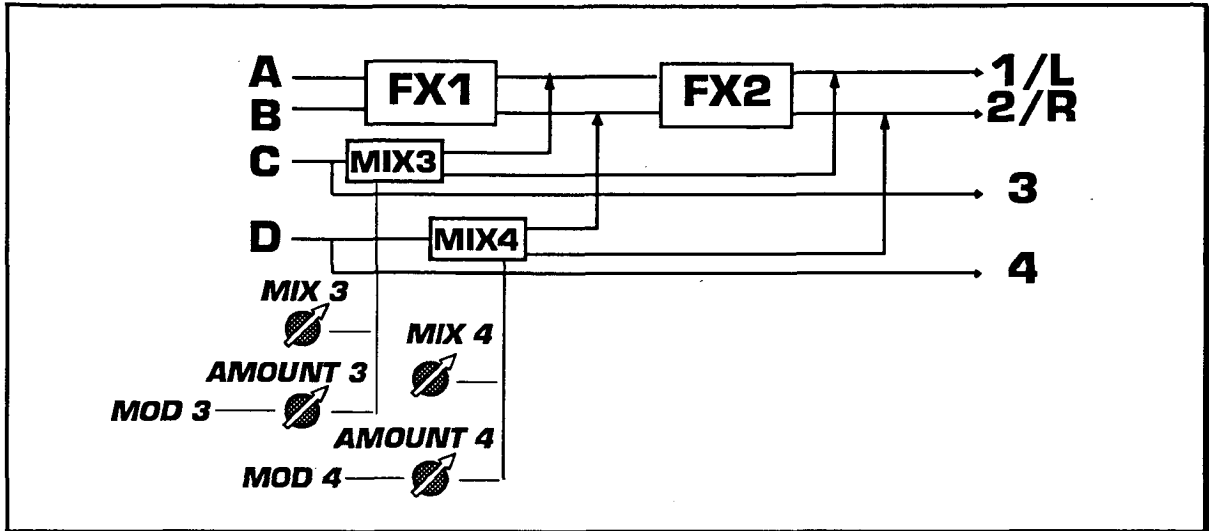 A
FX1
FX2
1/L
B
2/R
C
MIX3
3
D
MIX4
4
MIX 3
MIX 4
AMOUNT 3
MOD 3
AMOUNT 4
MOD 4